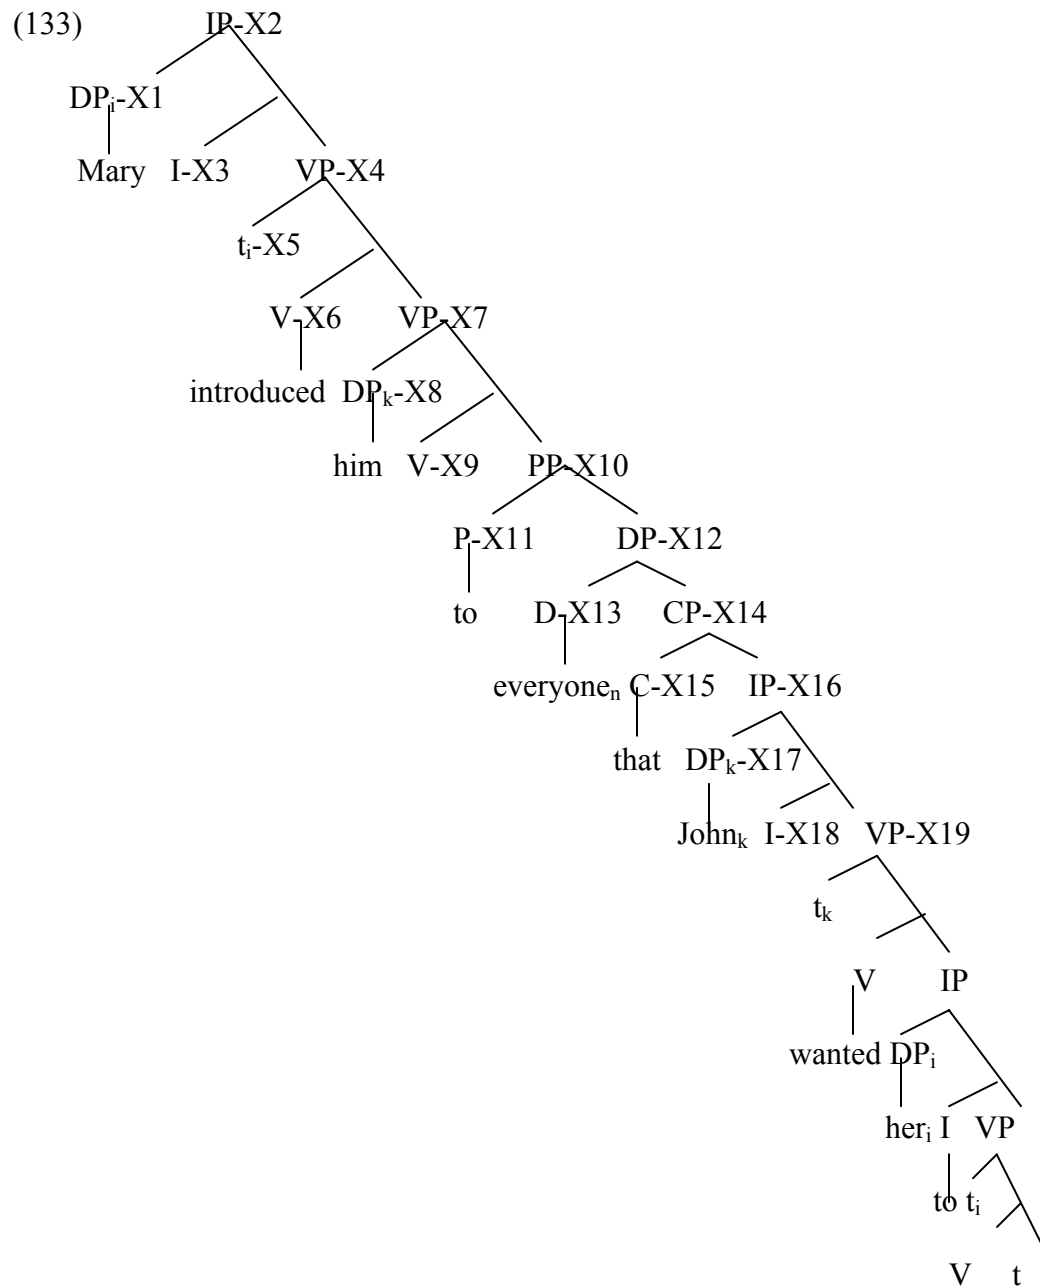 (133) IP-X2
DPᵢ-X1
Mary I-X3 VP-X4
tᵢ-X5
V-X6 VP-X7
introduced DPₖ-X8
him V-X9 PP-X10
P-X11 DP-X12
to D-X13 CP-X14
everyoneₙ C-X15 IP-X16
that DPₖ-X17
Johnₖ I-X18 VP-X19
tₖ
V IP
wanted DPᵢ
herᵢ I VP
to tᵢ
V t